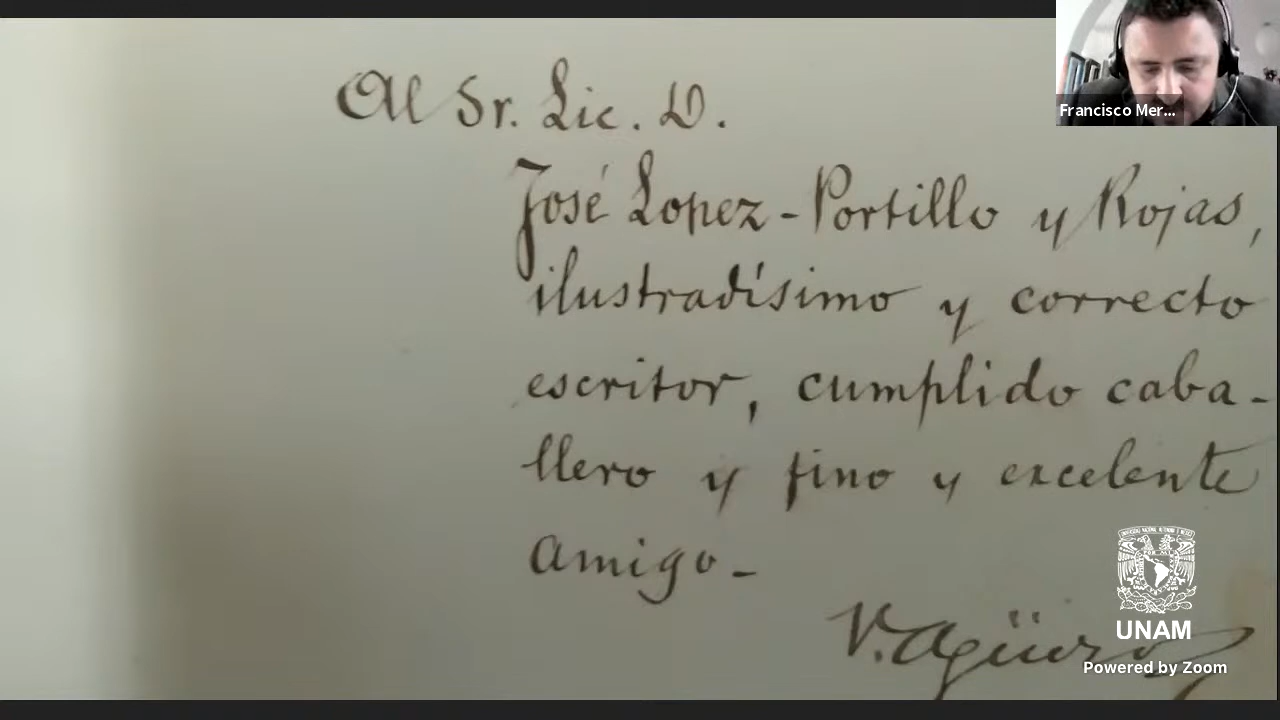 Al Sr. Lic. D.
José Lopez-Portillo y Rojas,
ilustradísimo y correcto
escritor, cumplido caba-
llero y fino y excelente
amigo_
V. Agüeros
Francisco Mer...
UNAM
Powered by Zoom